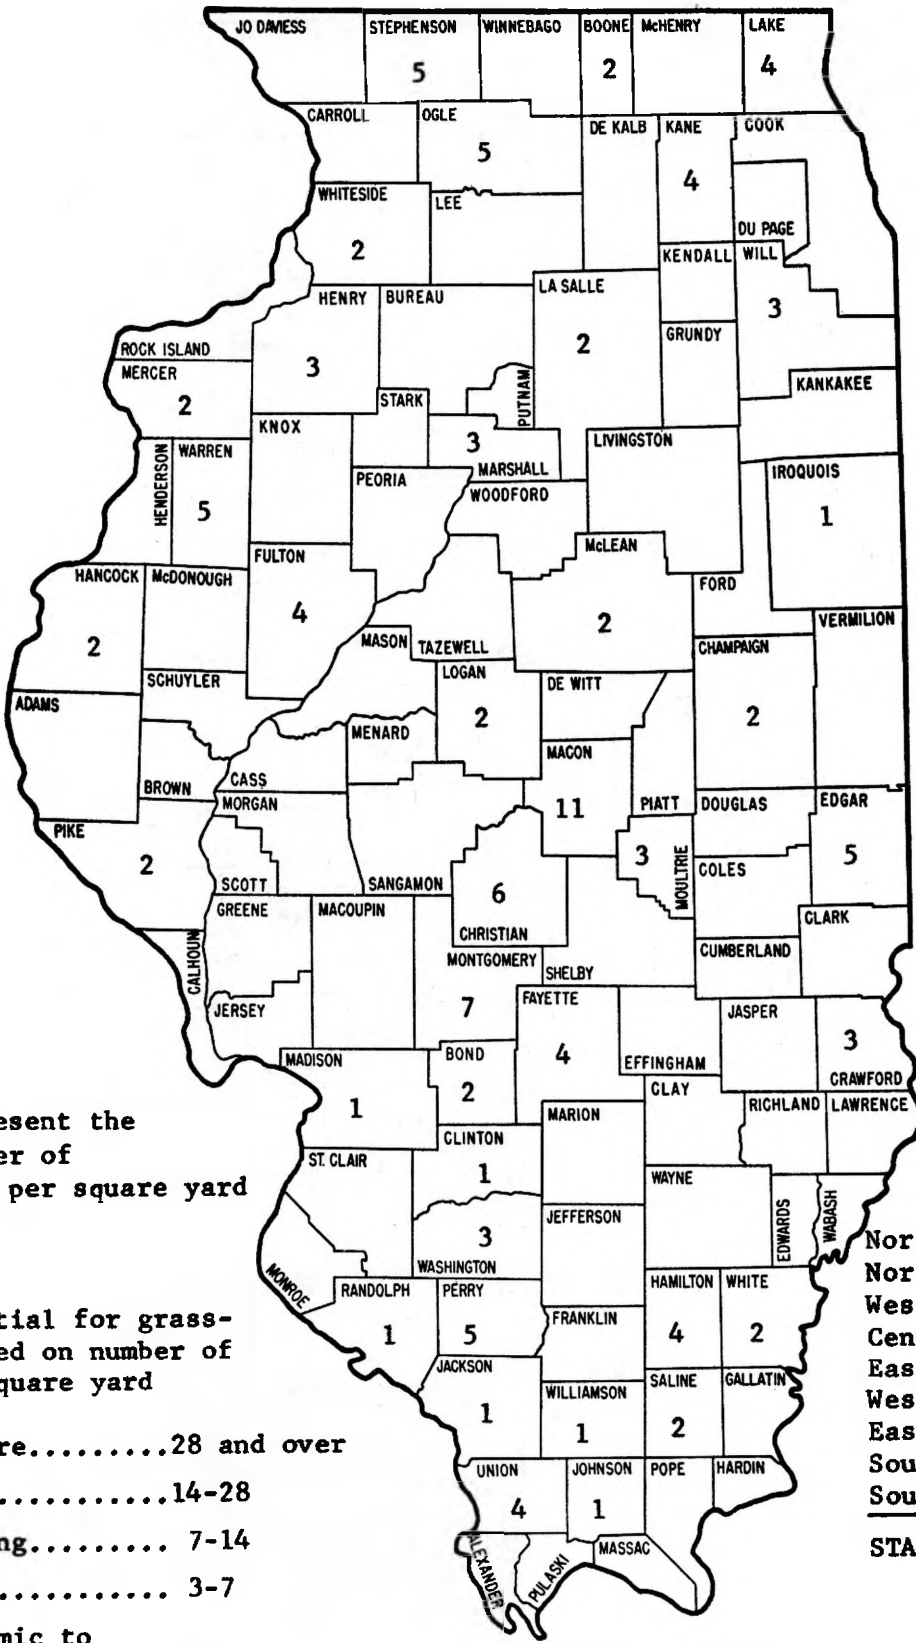 JO DAVIESS STEPHENSON WINNEBAGO BOONE McHENRY LAKE
5 2 4
CARROLL OGLE DE KALB KANE COOK
5 4
WHITESIDE LEE DU PAGE
2 KENDALL WILL
HENRY BUREAU LA SALLE 3
ROCK ISLAND 3 2 GRUNDY
MERCER STARK PUTNAM KANKAKEE
2
KNOX 3 LIVINGSTON
HENDERSON WARREN MARSHALL IROQUOIS
5 PEORIA WOODFORD 1
FULTON McLEAN
HANCOCK McDONOUGH FORD
4 2 VERMILION
2 MASON TAZEWELL CHAMPAIGN
SCHUYLER LOGAN DE WITT
ADAMS 2 2
MENARD MACON
BROWN CASS
MORGAN 11 PIATT DOUGLAS EDGAR
PIKE 3 MOULTRIE 5
2 SCOTT SANGAMON 6 COLES
GREENE MACOUPIN CLARK
CHRISTIAN
CALHOUN MONTGOMERY SHELBY CUMBERLAND
JERSEY 7 FAYETTE JASPER
4 3
MADISON BOND EFFINGHAM CRAWFORD
2 CLAY
1 MARION RICHLAND LAWRENCE
esent the
CLINTON
er of
ST. CLAIR 1 WAYNE
per square yard
JEFFERSON EDWARDS WABASH
3
WASHINGTON
MONROE RANDOLPH PERRY HAMILTON WHITE
1 5 FRANKLIN 4 2
JACKSON SALINE GALLATIN
1 WILLIAMSON
1 2
UNION JOHNSON POPE HARDIN
4 1
ALEXANDER PULASKI MASSAC
tial for grass-
ed on number of
quare yard
re.........28 and over
............14-28
ng......... 7-14
........... 3-7
mic to
Nor
Nor
Wes
Cen
Eas
Wes
Eas
Sou
Sou
STA